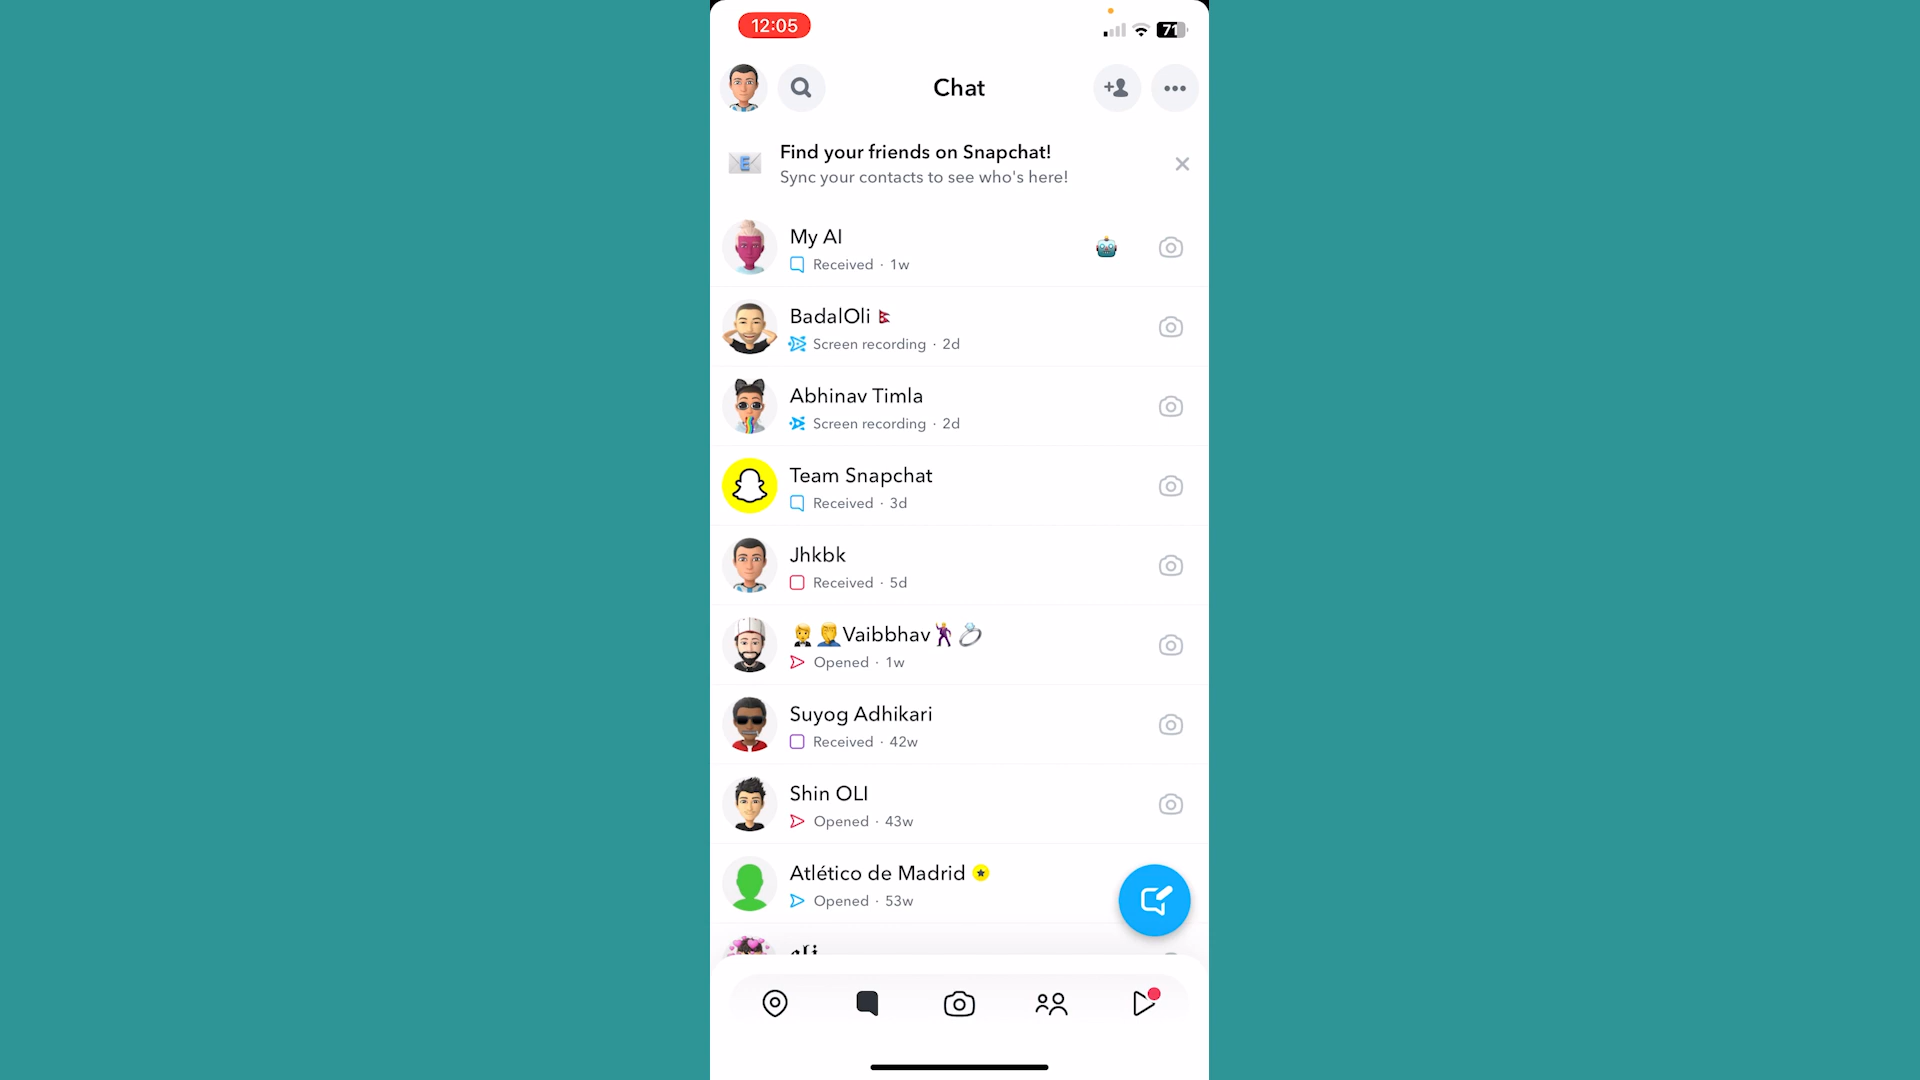 12:05
71
Chat
Find your friends on Snapchat!
Sync your contacts to see who's here!
My AI
Received · 1w
BadalOli
Screen recording · 2d
Abhinav Timla
Screen recording · 2d
Team Snapchat
Received · 3d
Jhkbk
Received · 5d
🤵🤦Vaibbhav🕺💍
Opened · 1w
Suyog Adhikari
Received · 42w
Shin OLI
Opened · 43w
Atlético de Madrid
Opened · 53w